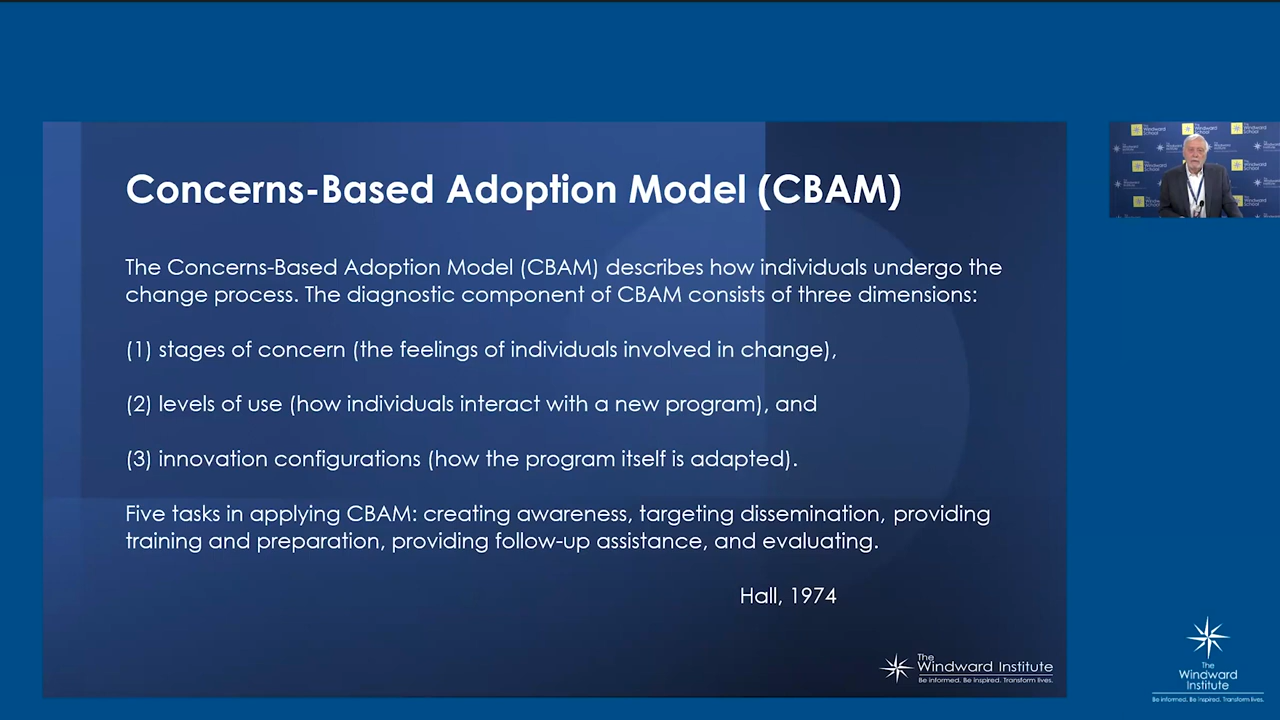 Concerns-Based Adoption Model (CBAM)
The Concerns-Based Adoption Model (CBAM) describes how individuals undergo the
change process. The diagnostic component of CBAM consists of three dimensions:
(1) stages of concern (the feelings of individuals involved in change),
(2) levels of use (how individuals interact with a new program), and
(3) innovation configurations (how the program itself is adapted).
Five tasks in applying CBAM: creating awareness, targeting dissemination, providing
training and preparation, providing follow-up assistance, and evaluating.
Hall, 1974
The
Windward Institute
Be informed. Be inspired. Transform lives.
The
Windward
School
The
Windward
Institute
Be informed. Be inspired. Transform lives.